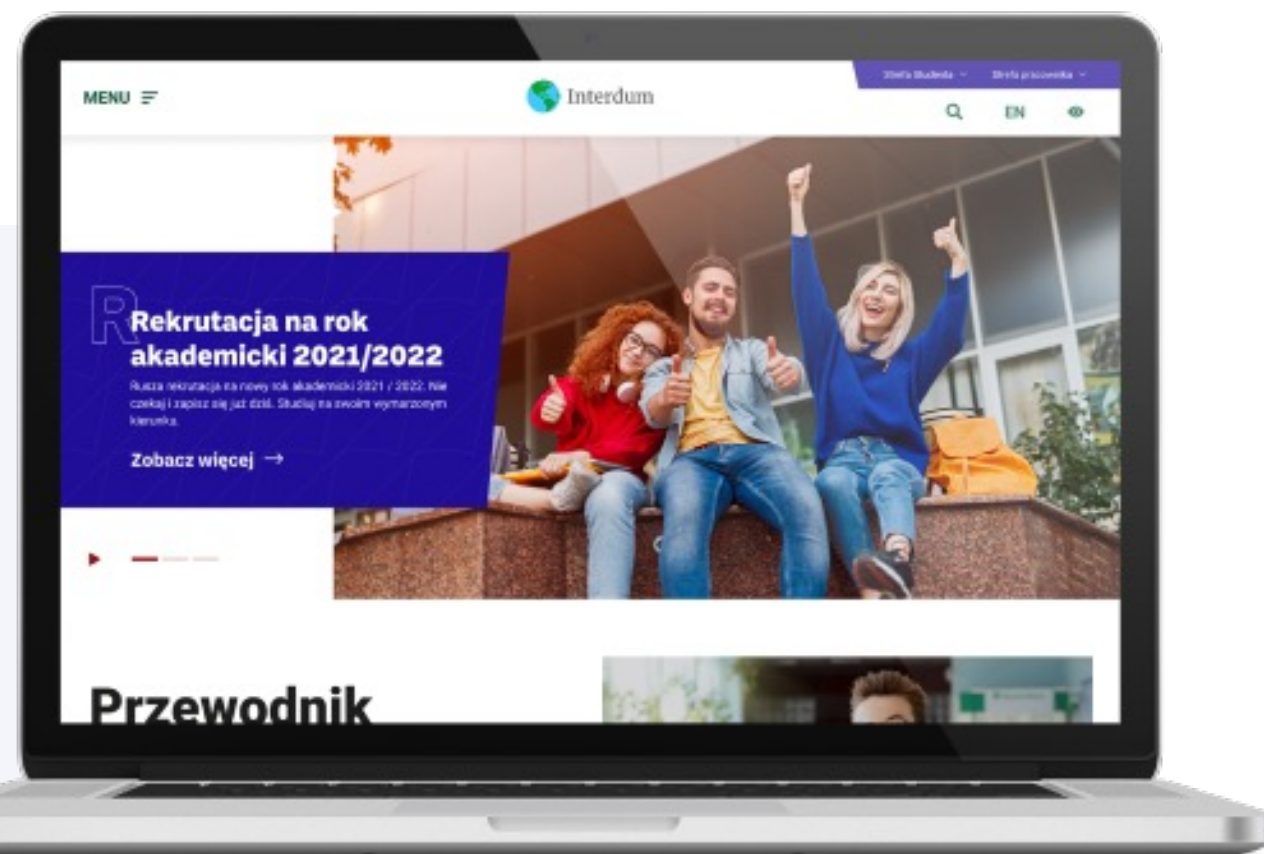 Strefa Studenta
Strefa pracownika
MENU
Interdum
EN
R
Rekrutacja na rok
akademicki 2021/2022
Rusza rekrutacja na nowy rok akademicki 2021 / 2022. Nie
czekaj i zapisz się już dziś. Studiuj na swoim wymarzonym
kierunku.
Zobacz więcej
Przewodnik